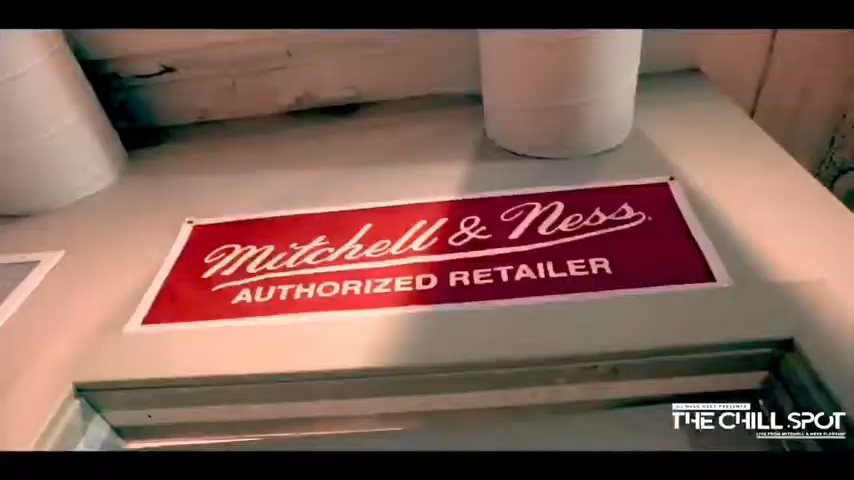 Mitchell & Ness.
AUTHORIZED RETAILER
THE CHILL SPOT